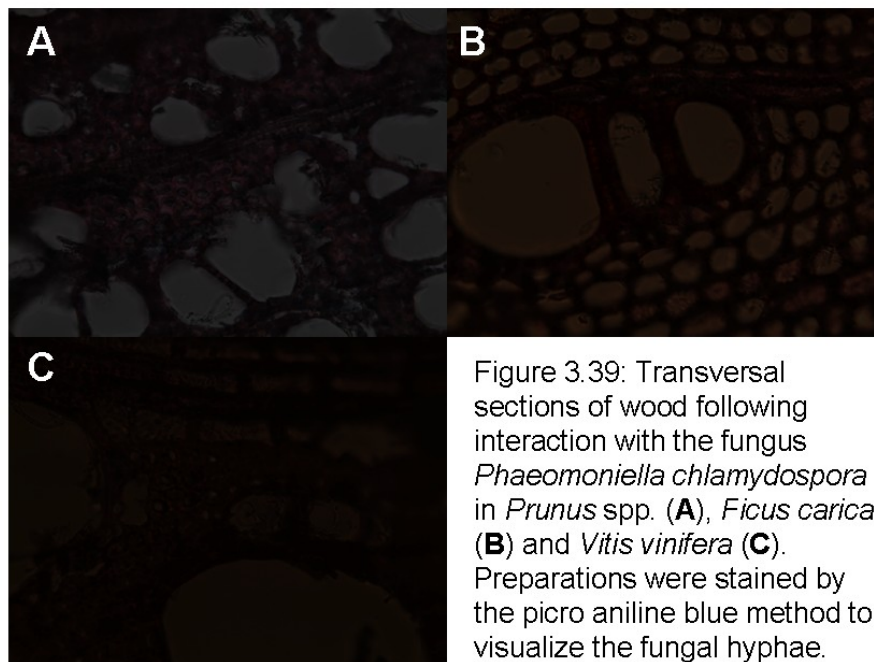 A
B
C
Figure 3.39: Transversal
sections of wood following
interaction with the fungus
Phaeomoniella chlamydospora
in Prunus spp. (A), Ficus carica
(B) and Vitis vinifera (C).
Preparations were stained by
the picro aniline blue method to
visualize the fungal hyphae.